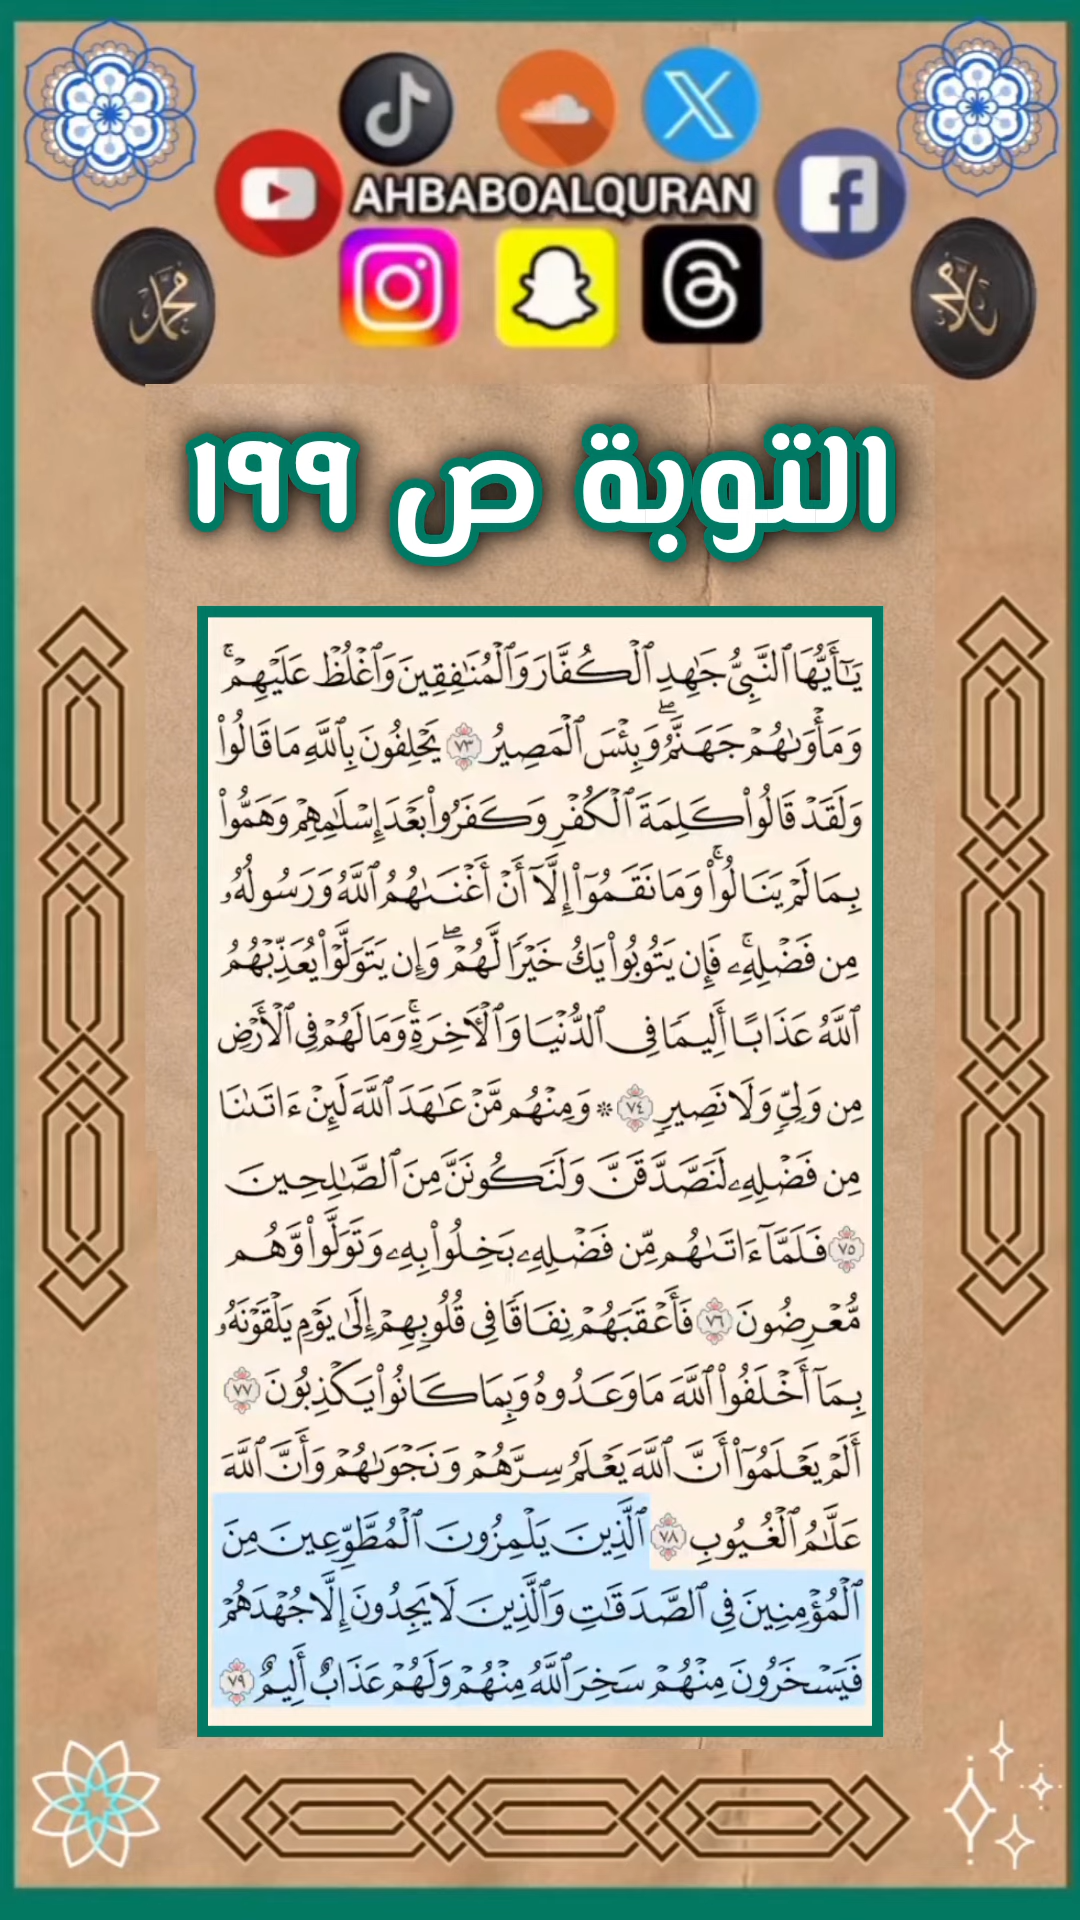 AHBABOALQURAN
محمد
التوبة ص ١٩٩
يَـٰٓأَيُّهَا ٱلنَّبِيُّ جَـٰهِدِ ٱلۡكُفَّارَ وَٱلۡمُنَـٰفِقِينَ وَٱغۡلُظۡ عَلَيۡهِمۡۚ
وَمَأۡوَىٰهُمۡ جَهَنَّمُۖ وَبِئۡسَ ٱلۡمَصِيرُ ٧٣ يَحۡلِفُونَ بِٱللَّهِ مَا قَالُواْ
وَلَقَدۡ قَالُواْ كَلِمَةَ ٱلۡكُفۡرِ وَكَفَرُواْ بَعۡدَ إِسۡلَـٰمِهِمۡ وَهَمُّواْ
بِمَا لَمۡ يَنَالُواْۚ وَمَا نَقَمُوٓاْ إِلَّآ أَنۡ أَغۡنَىٰهُمُ ٱللَّهُ وَرَسُولُهُۥ
مِن فَضۡلِهِۦۚ فَإِن يَتُوبُواْ يَكُ خَيۡرٗا لَّهُمۡۖ وَإِن يَتَوَلَّوۡاْ يُعَذِّبۡهُمُ
ٱللَّهُ عَذَابًا أَلِيمٗا فِي ٱلدُّنۡيَا وَٱلۡأٓخِرَةِۚ وَمَا لَهُمۡ فِي ٱلۡأَرۡضِ
مِن وَلِيّٖ وَلَا نَصِيرٖ ٧٤ ۞ وَمِنۡهُم مَّنۡ عَـٰهَدَ ٱللَّهَ لَئِنۡ ءَاتَىٰنَا
مِن فَضۡلِهِۦ لَنَصَّدَّقَنَّ وَلَنَكُونَنَّ مِنَ ٱلصَّـٰلِحِينَ
٧٥ فَلَمَّآ ءَاتَىٰهُم مِّن فَضۡلِهِۦ بَخِلُواْ بِهِۦ وَتَوَلَّواْ وَّهُم
مُّعۡرِضُونَ ٧٦ فَأَعۡقَبَهُمۡ نِفَاقٗا فِي قُلُوبِهِمۡ إِلَىٰ يَوۡمِ يَلۡقَوۡنَهُۥ
بِمَآ أَخۡلَفُواْ ٱللَّهَ مَا وَعَدُوهُ وَبِمَا كَانُواْ يَكۡذِبُونَ ٧٧
أَلَمۡ يَعۡلَمُوٓاْ أَنَّ ٱللَّهَ يَعۡلَمُ سِرَّهُمۡ وَنَجۡوَىٰهُمۡ وَأَنَّ ٱللَّهَ
عَلَّـٰمُ ٱلۡغُيُوبِ ٧٨ ٱلَّذِينَ يَلۡمِزُونَ ٱلۡمُطَّوِّعِينَ مِنَ
ٱلۡمُؤۡمِنِينَ فِي ٱلصَّدَقَـٰتِ وَٱلَّذِينَ لَا يَجِدُونَ إِلَّا جُهۡدَهُمۡ
فَيَسۡخَرُونَ مِنۡهُمۡ سَخِرَ ٱللَّهُ مِنۡهُمۡ وَلَهُمۡ عَذَابٌ أَلِيمٌ ٧٩